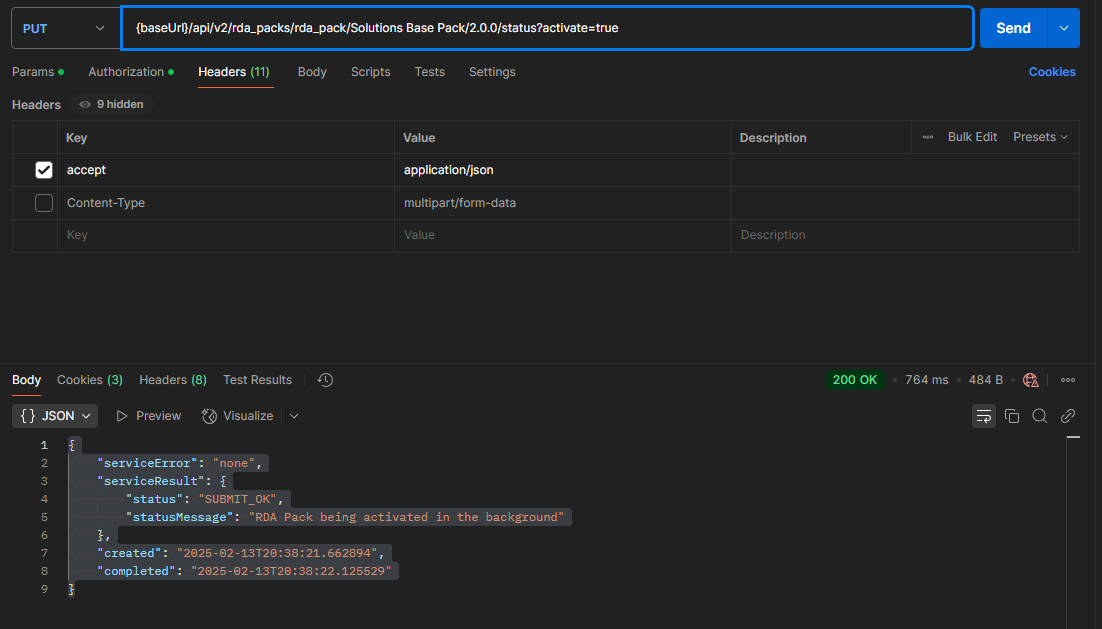 PUT {baseUrl}/api/v2/rda_packs/rda_pack/Solutions Base Pack/2.0.0/status?activate=true Send
Params Authorization Headers (11) Body Scripts Tests Settings Cookies
Headers 9 hidden
Key Value Description Bulk Edit Presets
accept application/json
Content-Type multipart/form-data
Key Value Description
Body Cookies (3) Headers (8) Test Results 200 OK 764 ms 484 B
{} JSON Preview Visualize
1 {
2 "serviceError": "none",
3 "serviceResult": {
4 "status": "SUBMIT_OK",
5 "statusMessage": "RDA Pack being activated in the background"
6 },
7 "created": "2025-02-13T20:38:21.662894",
8 "completed": "2025-02-13T20:38:22.125529"
9 }